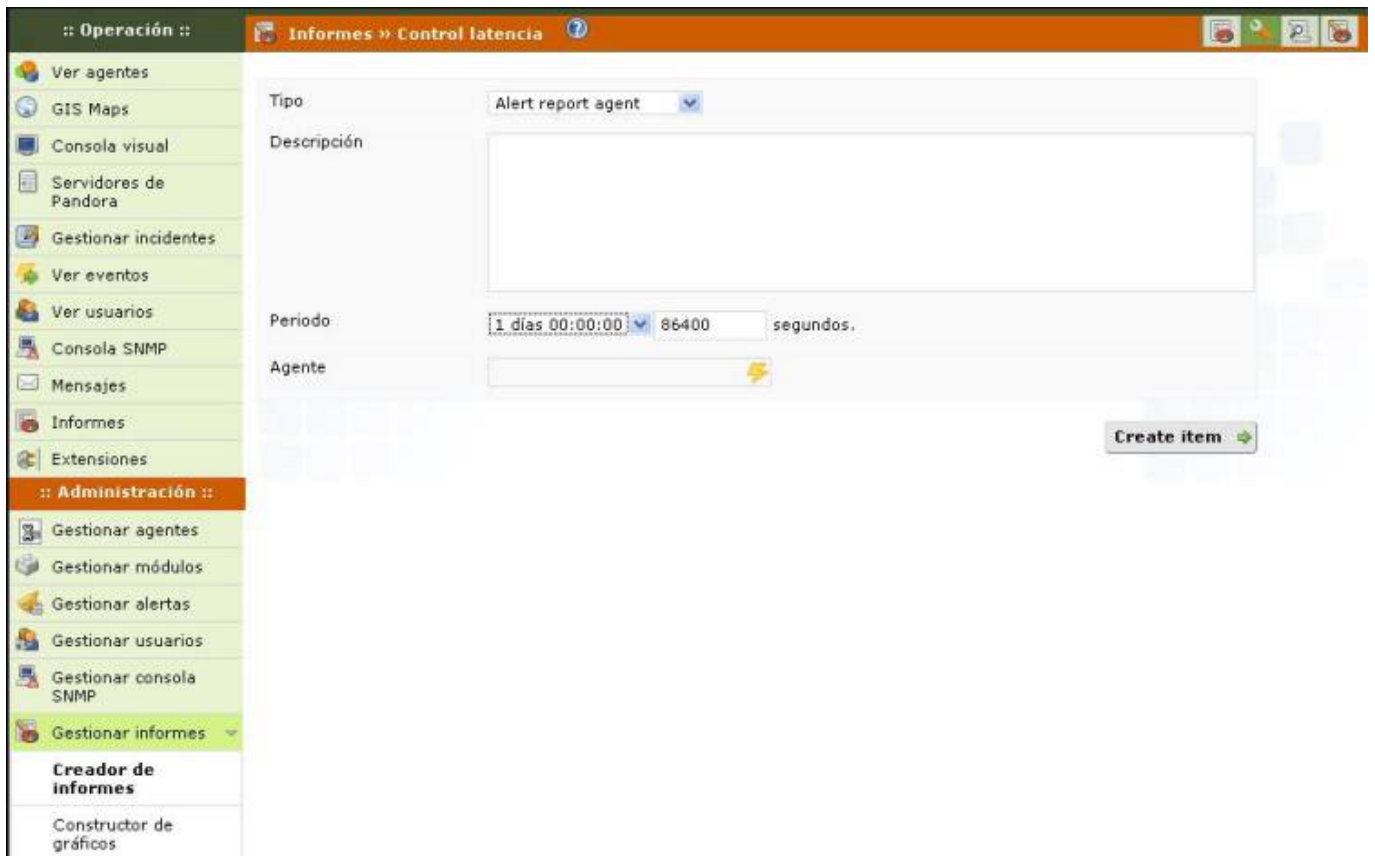 :: Operación ::
Informes » Control latencia
Ver agentes
GIS Maps
Consola visual
Servidores de
Pandora
Gestionar incidentes
Ver eventos
Ver usuarios
Consola SNMP
Mensajes
Informes
Extensiones
:: Administración ::
Gestionar agentes
Gestionar módulos
Gestionar alertas
Gestionar usuarios
Gestionar consola
SNMP
Gestionar informes
Creador de
informes
Constructor de
gráficos
Tipo Alert report agent
Descripción
Periodo 1 días 00:00:00 86400 segundos.
Agente
Create item